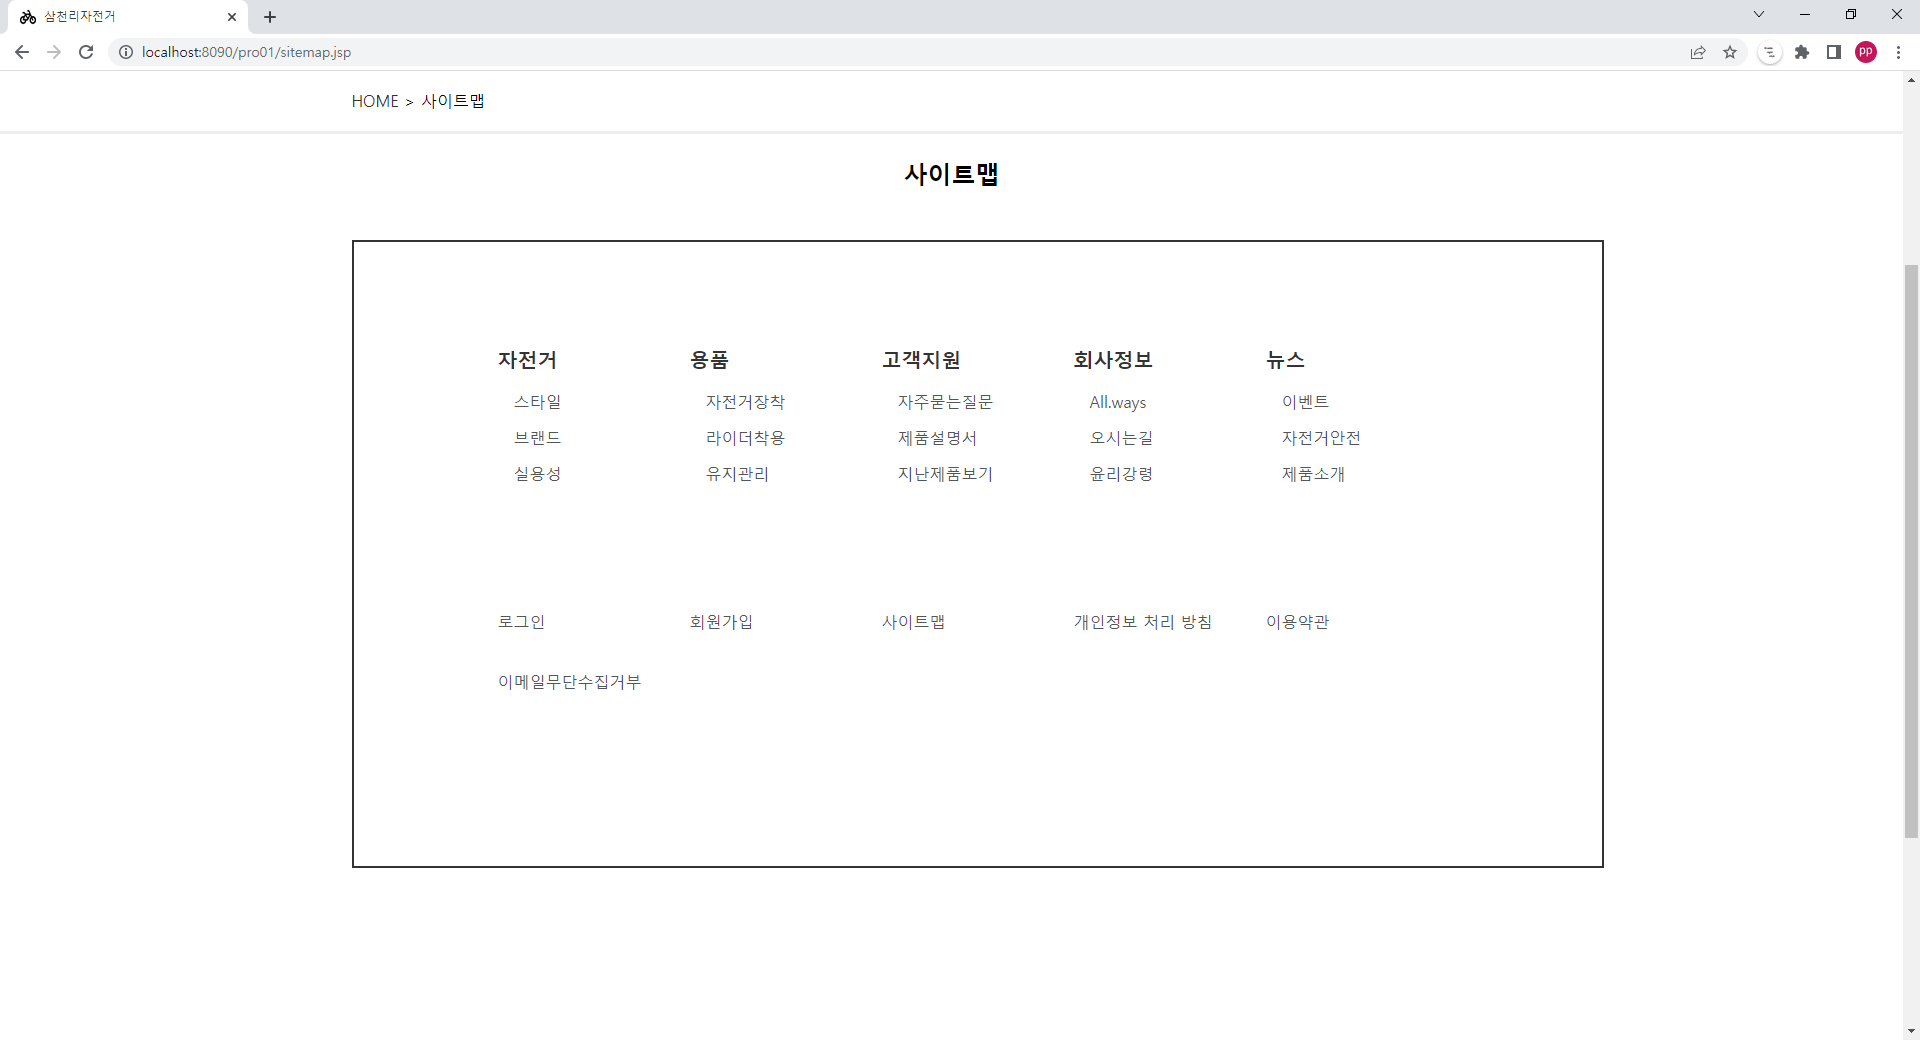 삼천리자전거
localhost:8090/pro01/sitemap.jsp
pp
HOME > 사이트맵
사이트맵
자전거 용품 고객지원 회사정보 뉴스
스타일 자전거장착 자주묻는질문 All.ways 이벤트
브랜드 라이더착용 제품설명서 오시는길 자전거안전
실용성 유지관리 지난제품보기 윤리강령 제품소개
로그인 회원가입 사이트맵 개인정보 처리 방침 이용약관
이메일무단수집거부